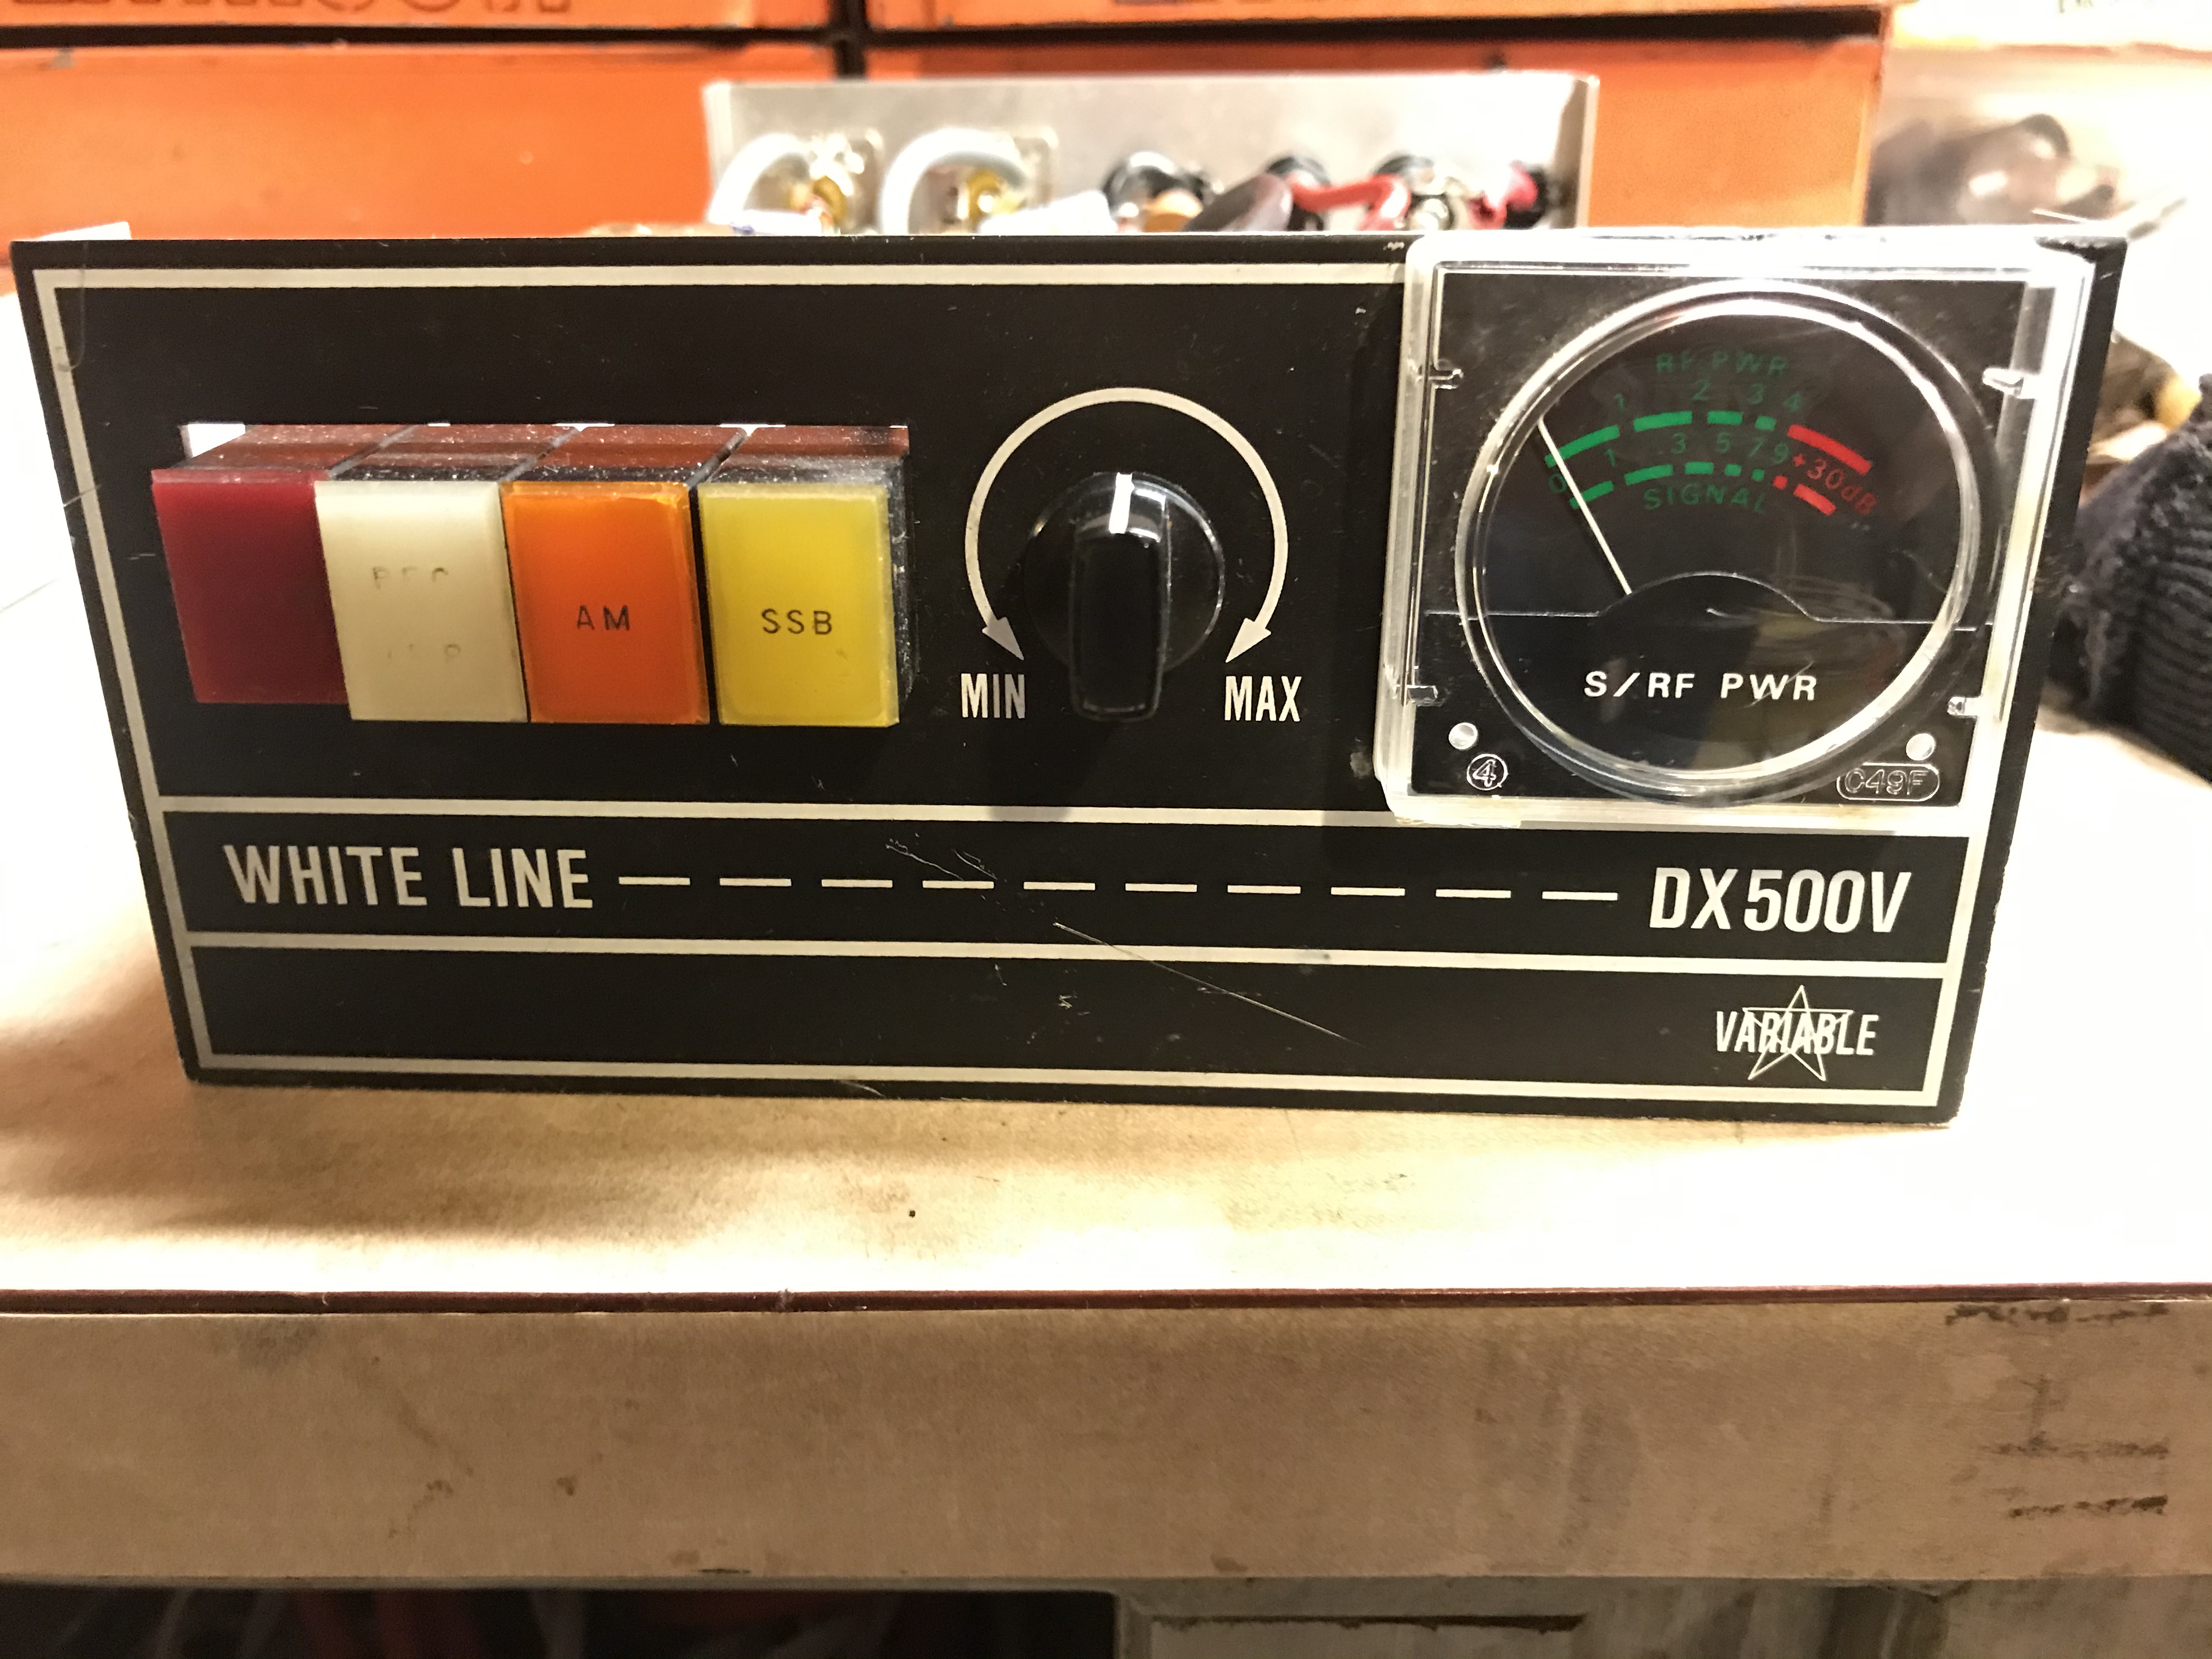 RF PWR
1 2 3 4
0 1 3 5 7 9 +30dB
SIGNAL
AM
SSB
MIN
MAX
S/RF PWR
4
C49F
WHITE LINE
DX500V
VARIABLE